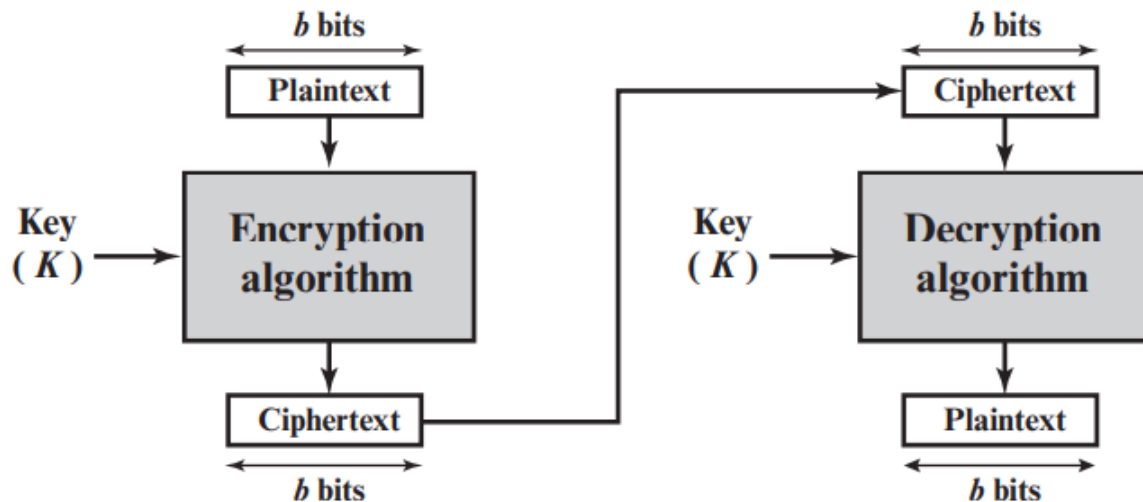 b bits
Plaintext
Key
( K )
Encryption
algorithm
Ciphertext
b bits
b bits
Ciphertext
Key
( K )
Decryption
algorithm
Plaintext
b bits